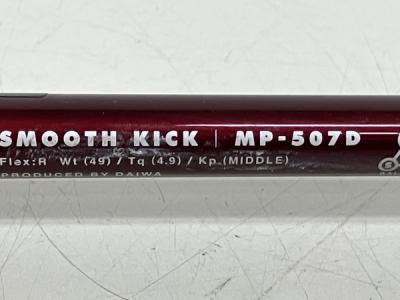 SMOOTH KICK | MP-507D
Flex:R Wt (49) / Tq (4.9) / Kp (MIDDLE)
PRODUCED BY DAIWA